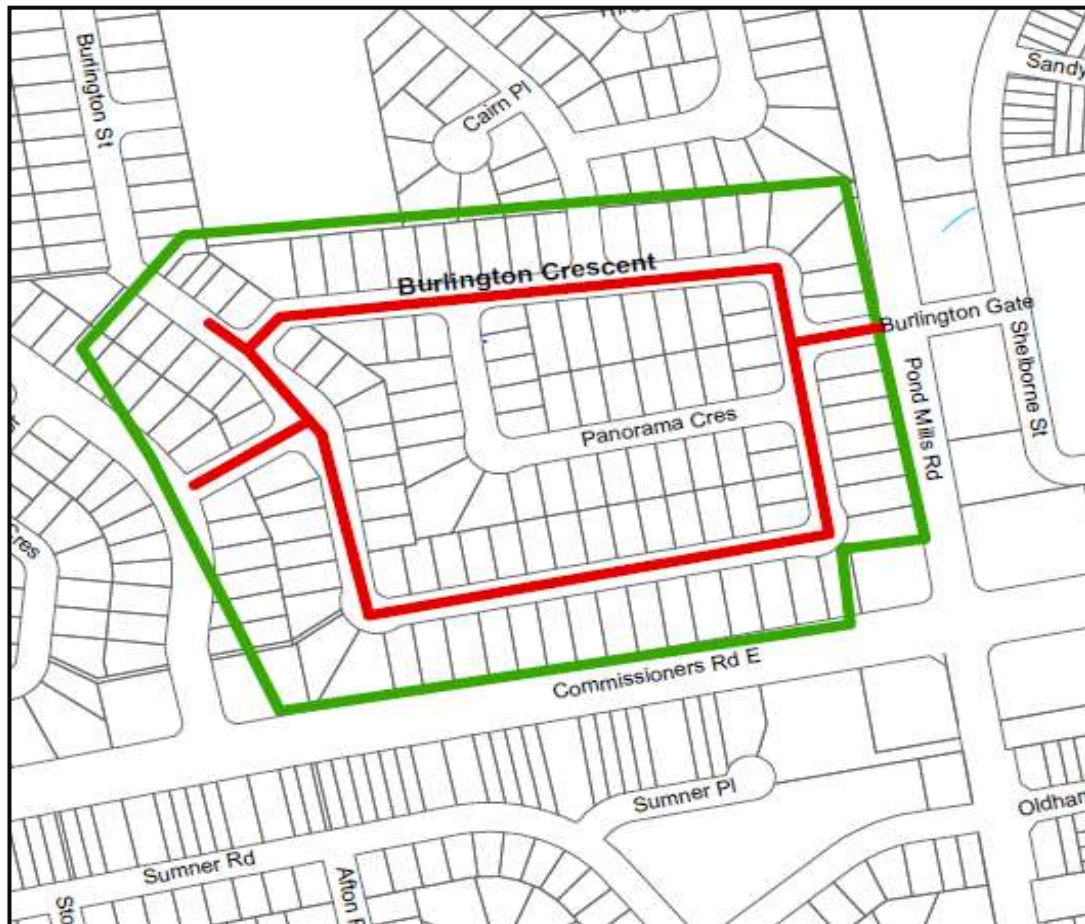 Burlington St
Cairn Pl
Sandy
Burlington Crescent
Burlington Gate
Shelborne St
Pond Mills Rd
Panorama Cres
Cres
Commissioners Rd E
Sumner Pl
Sumner Rd